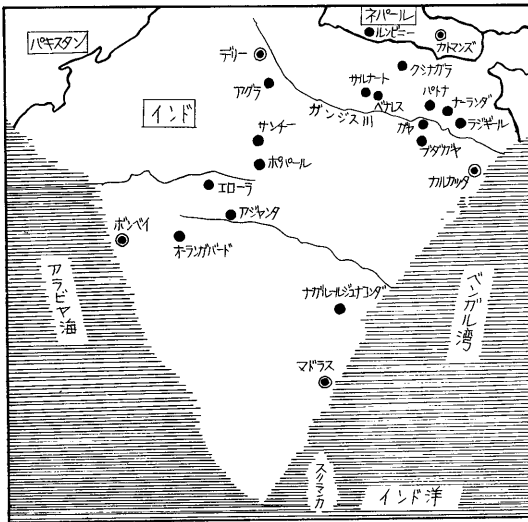 ネパール
ルンビニー
カトマンズ
パキスタン
デリー
クシナガラ
アグラ
サルナート
ベナレス
パトナ
ナーランダ
ラジギール
インド
ガンジス川
ガヤ
ブダガヤ
サンチー
ボパール
カルカッタ
エローラ
アジャンタ
ボンベイ
オーランガバード
アラビヤ海
ベンガル湾
ナガルールジュナコンダ
マドラス
スリランカ
インド洋